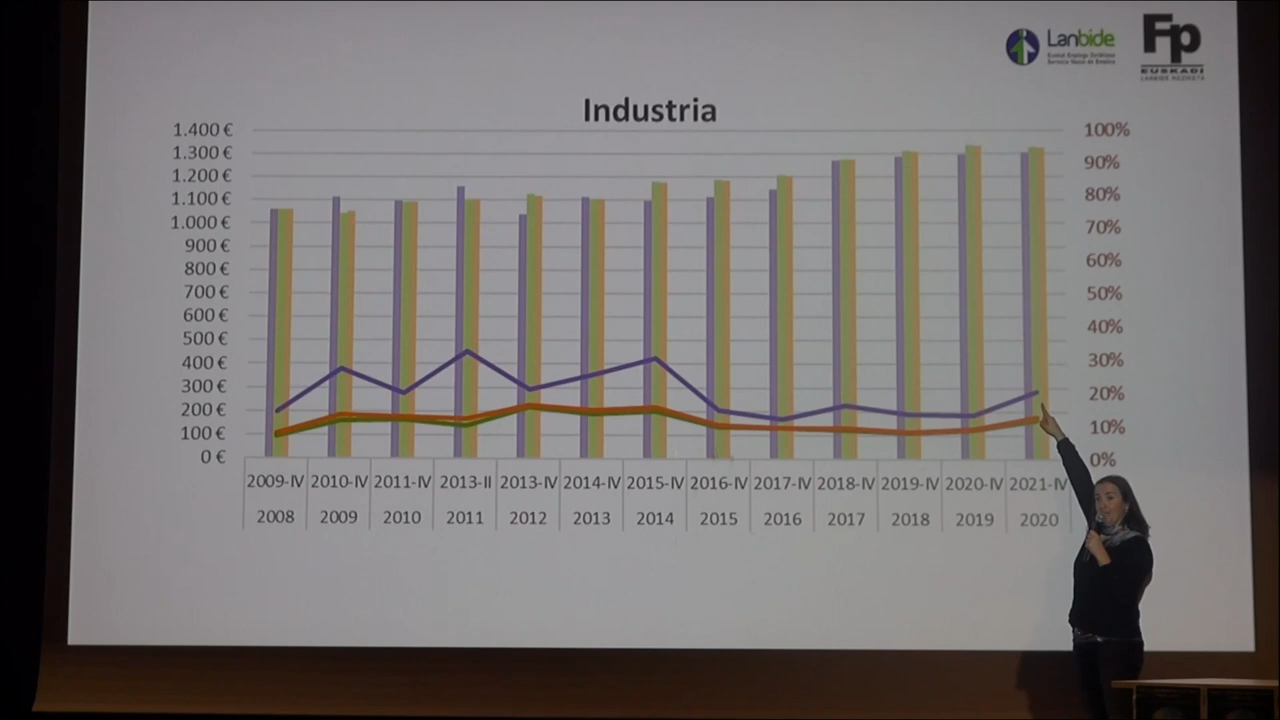 Lanbide
Euskal Enplegu Zerbitzua
Servicio Vasco de Empleo
Fp
EUSKADI
LANBIDE HEZIKETA
Industria
1.400 €
1.300 €
1.200 €
1.100 €
1.000 €
900 €
800 €
700 €
600 €
500 €
400 €
300 €
200 €
100 €
0 €
100%
90%
80%
70%
60%
50%
40%
30%
20%
10%
0%
2009-IV 2010-IV 2011-IV 2013-II 2013-IV 2014-IV 2015-IV 2016-IV 2017-IV 2018-IV 2019-IV 2020-IV 2021-IV
2008 2009 2010 2011 2012 2013 2014 2015 2016 2017 2018 2019 2020